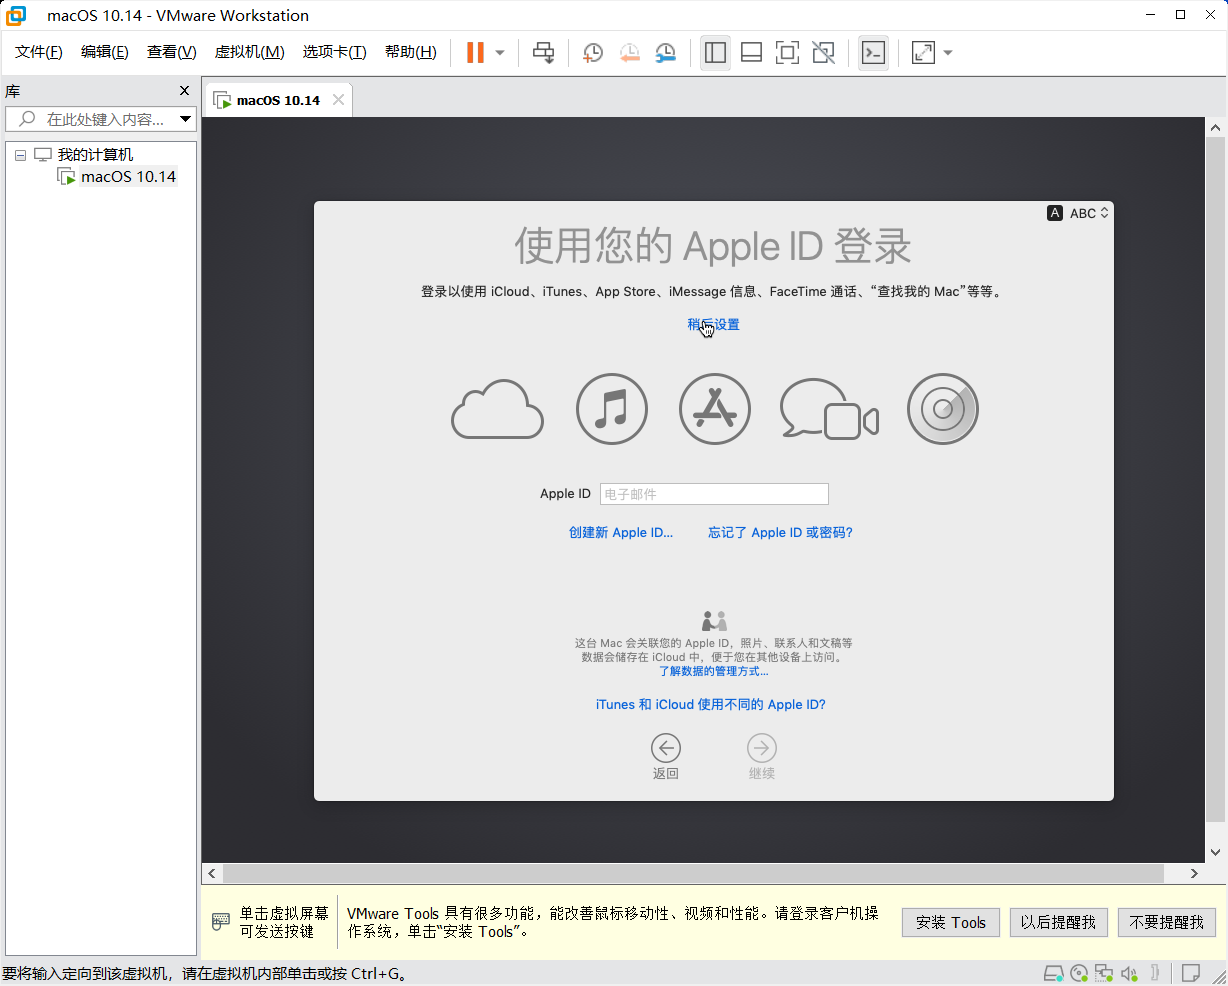 macOS 10.14 - VMware Workstation
文件(F) 编辑(E) 查看(V) 虚拟机(M) 选项卡(T) 帮助(H)
库
在此处键入内容...
我的计算机
macOS 10.14
macOS 10.14
A ABC
使用您的 Apple ID 登录
登录以使用 iCloud、iTunes、App Store、iMessage 信息、FaceTime 通话、“查找我的 Mac”等等。
稍后设置
Apple ID 电子邮件
创建新 Apple ID... 忘记了 Apple ID 或密码?
这台 Mac 会关联您的 Apple ID，照片、联系人和文稿等
数据会储存在 iCloud 中，便于您在其他设备上访问。
了解数据的管理方式...
iTunes 和 iCloud 使用不同的 Apple ID?
返回 继续
单击虚拟屏幕
可发送按键
VMware Tools 具有很多功能，能改善鼠标移动性、视频和性能。请登录客户机操
作系统，单击“安装 Tools”。
安装 Tools 以后提醒我 不要提醒我
要将输入定向到该虚拟机，请在虚拟机内部单击或按 Ctrl+G。